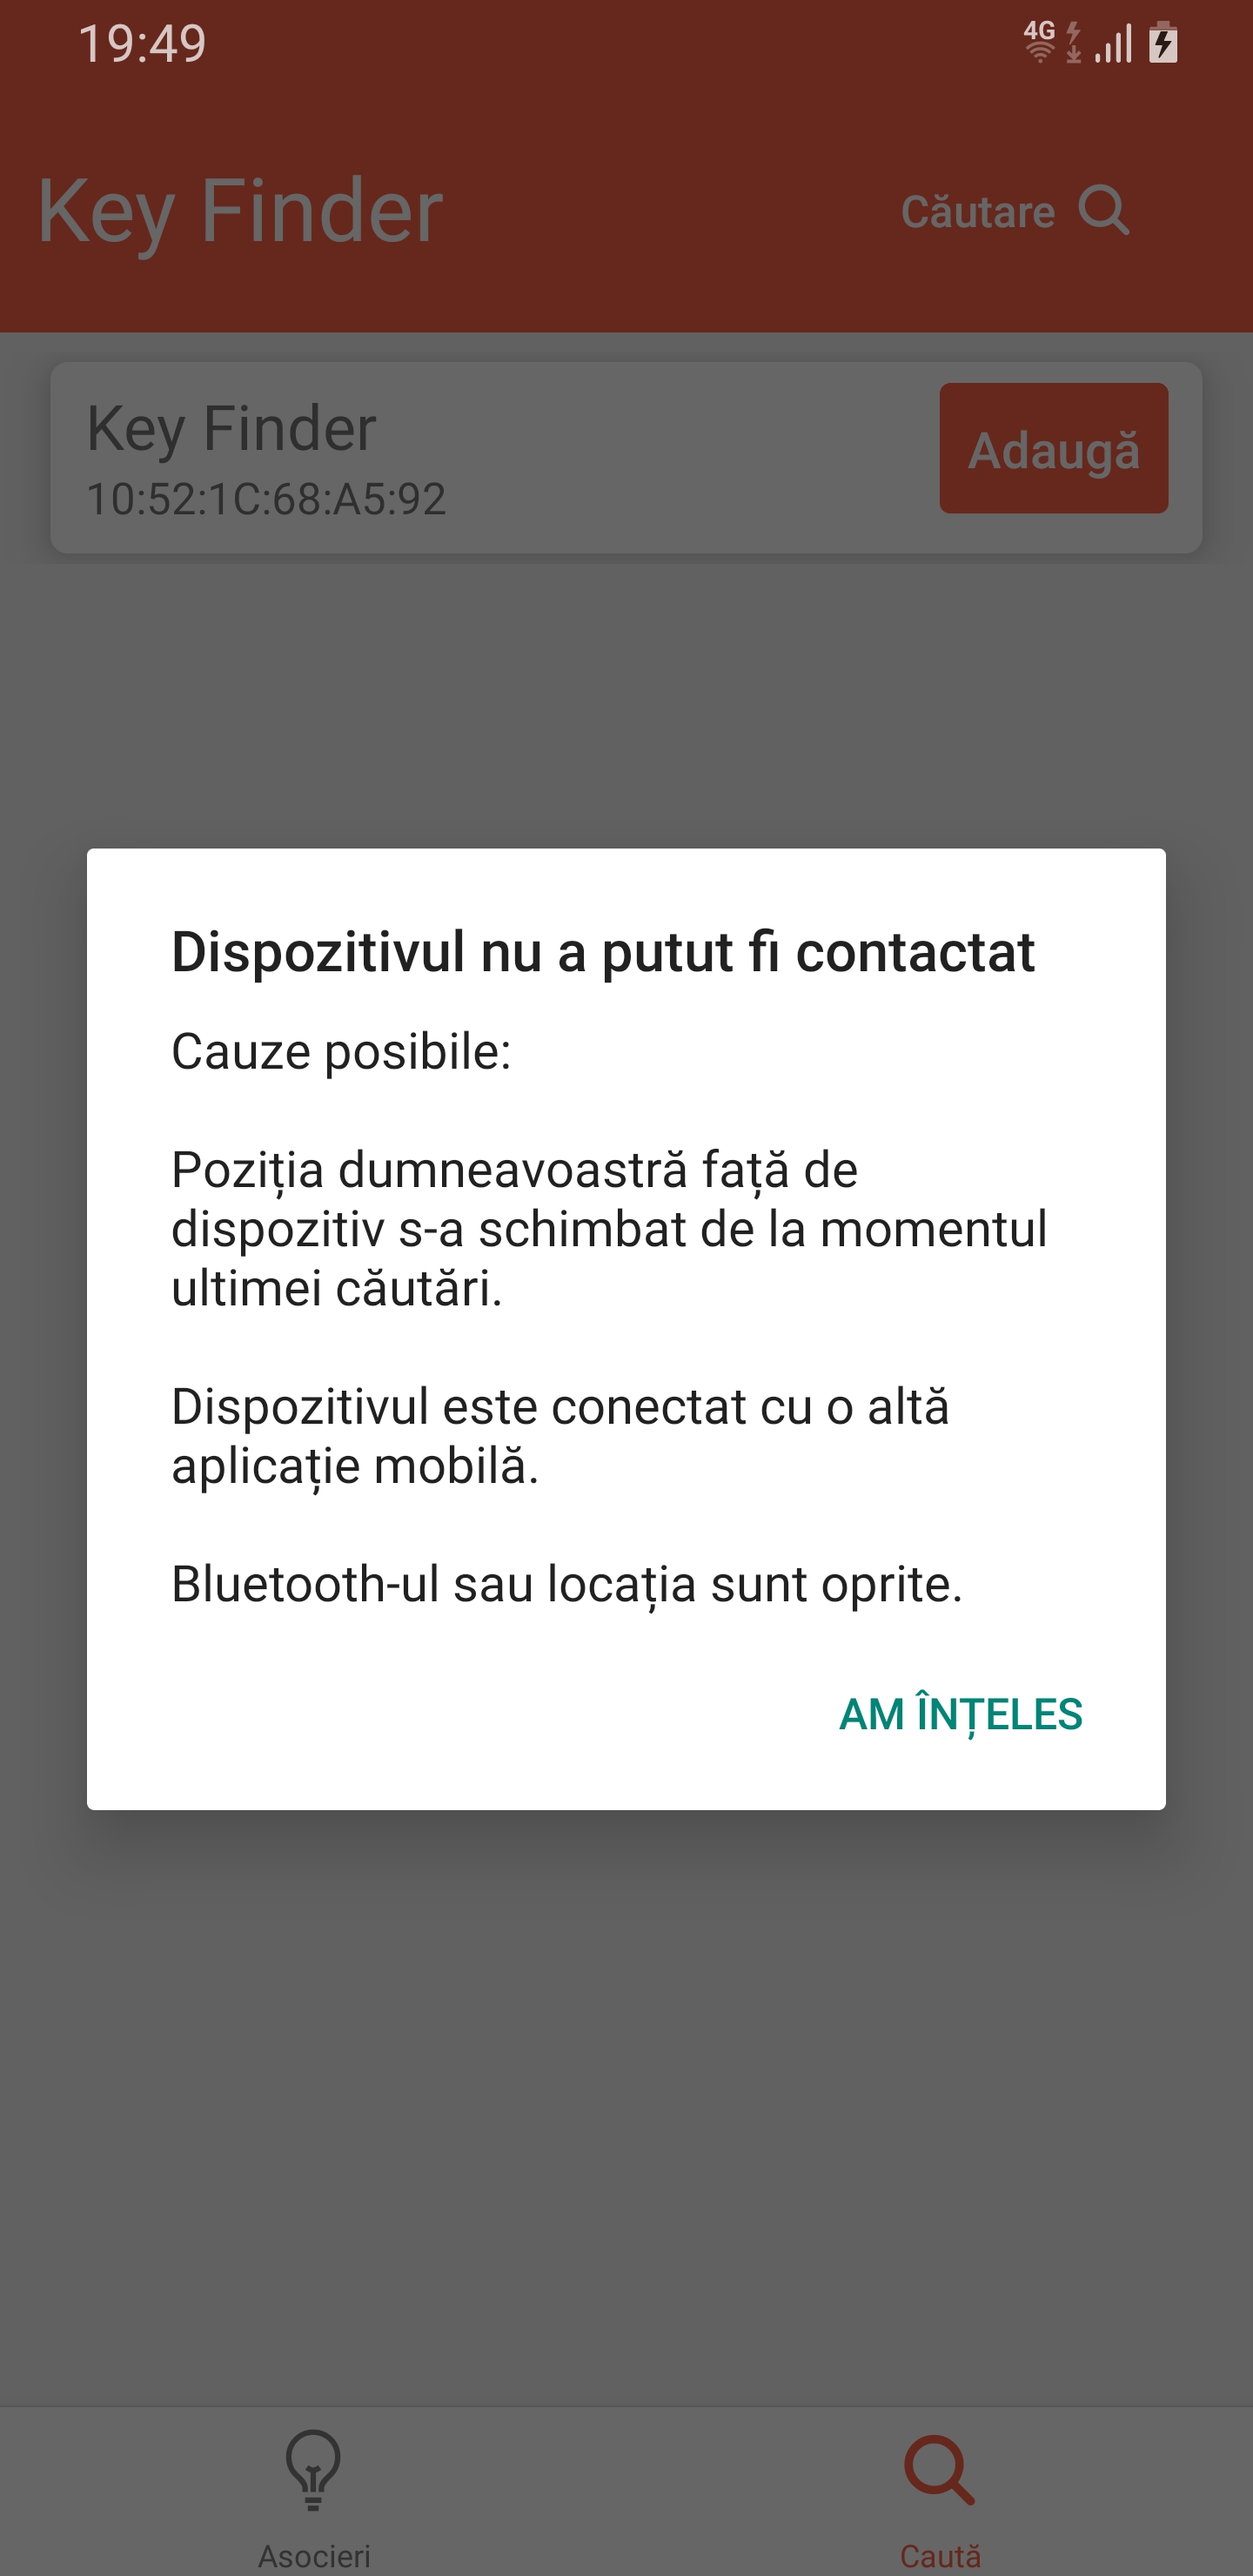 19:49
4G
Key Finder
Căutare
Key Finder
10:52:1C:68:A5:92
Adaugă
Dispozitivul nu a putut fi contactat
Cauze posibile:
Poziția dumneavoastră față de
dispozitiv s-a schimbat de la momentul
ultimei căutări.
Dispozitivul este conectat cu o altă
aplicație mobilă.
Bluetooth-ul sau locația sunt oprite.
AM ÎNȚELES
Asocieri
Caută